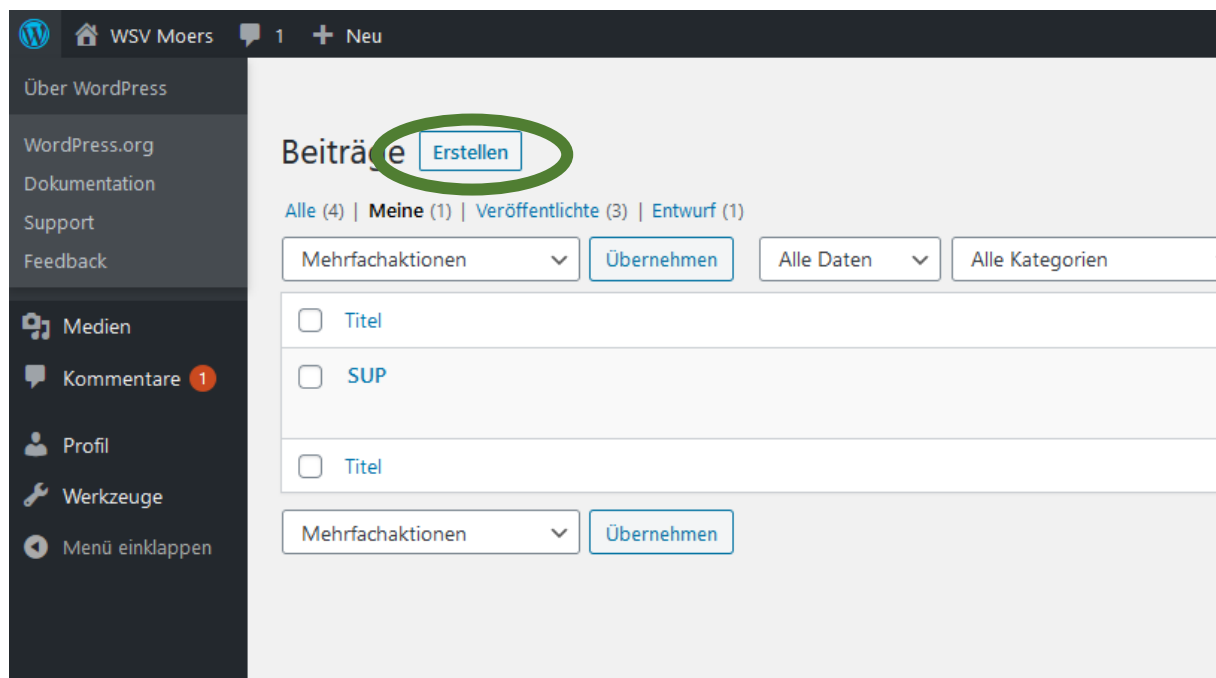 WSV Moers 1 + Neu
Über WordPress
WordPress.org
Dokumentation
Support
Feedback
Medien
Kommentare 1
Profil
Werkzeuge
Menü einklappen
Beiträge Erstellen
Alle (4) | Meine (1) | Veröffentlichte (3) | Entwurf (1)
Mehrfachaktionen Übernehmen Alle Daten Alle Kategorien
Titel
SUP
Titel
Mehrfachaktionen Übernehmen